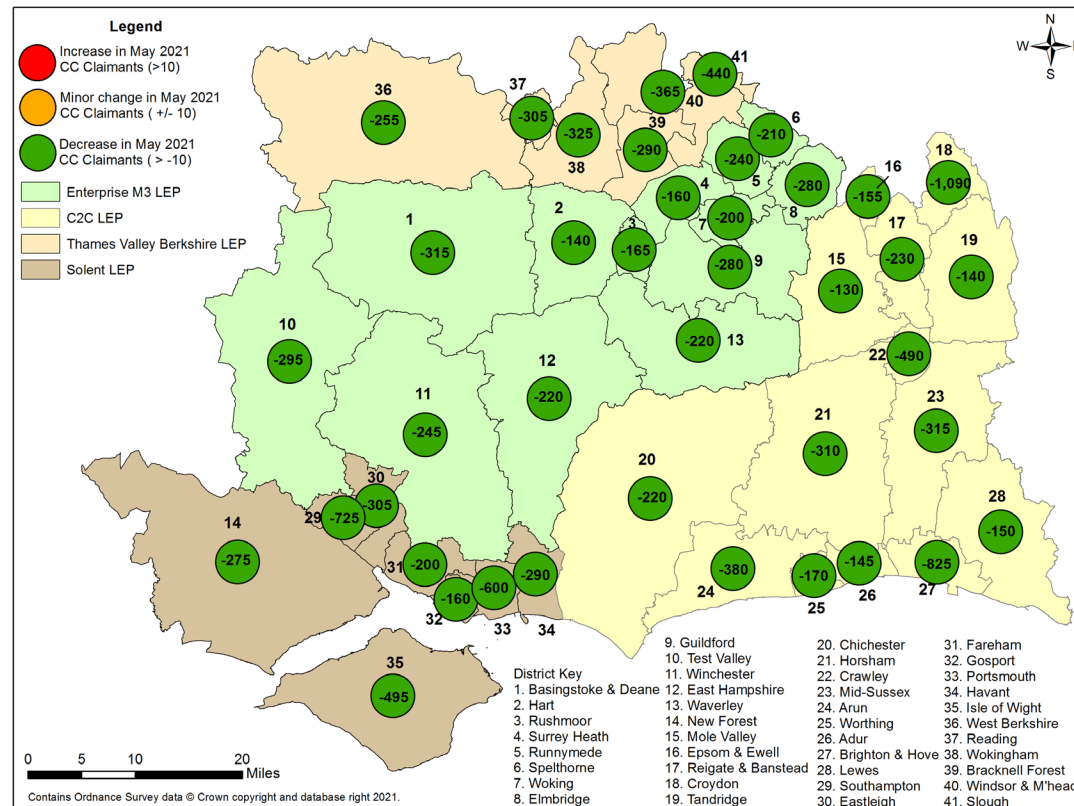 Legend
Increase in May 2021
CC Claimants (>10)
Minor change in May 2021
CC Claimants ( +/- 10)
Decrease in May 2021
CC Claimants ( > -10)
Enterprise M3 LEP
C2C LEP
Thames Valley Berkshire LEP
Solent LEP
N
W E
S
36
-255
37
-305
-325
38
-365
40
41
-440
39
-290
6
-210
-240
5
-280
8
4
-160
7
-200
16
-155
18
-1,090
17
-230
19
-140
15
-130
1
-315
2
-140
3
-165
-280
9
10
-295
11
-245
12
-220
-220
13
22
-490
23
-315
21
-310
20
-220
28
-150
14
-275
29
-725
30
-305
31
-200
32
-160
-600
33
-290
34
24
-380
-170
25
-145
26
-825
27
35
-495
District Key
1. Basingstoke & Deane
2. Hart
3. Rushmoor
4. Surrey Heath
5. Runnymede
6. Spelthorne
7. Woking
8. Elmbridge
9. Guildford
10. Test Valley
11. Winchester
12. East Hampshire
13. Waverley
14. New Forest
15. Mole Valley
16. Epsom & Ewell
17. Reigate & Banstead
18. Croydon
19. Tandridge
20. Chichester
21. Horsham
22. Crawley
23. Mid-Sussex
24. Arun
25. Worthing
26. Adur
27. Brighton & Hove
28. Lewes
29. Southampton
30. Eastleigh
31. Fareham
32. Gosport
33. Portsmouth
34. Havant
35. Isle of Wight
36. West Berkshire
37. Reading
38. Wokingham
39. Bracknell Forest
40. Windsor & M'head
41. Slough
0 5 10 20
Miles
Contains Ordnance Survey data © Crown copyright and database right 2021.